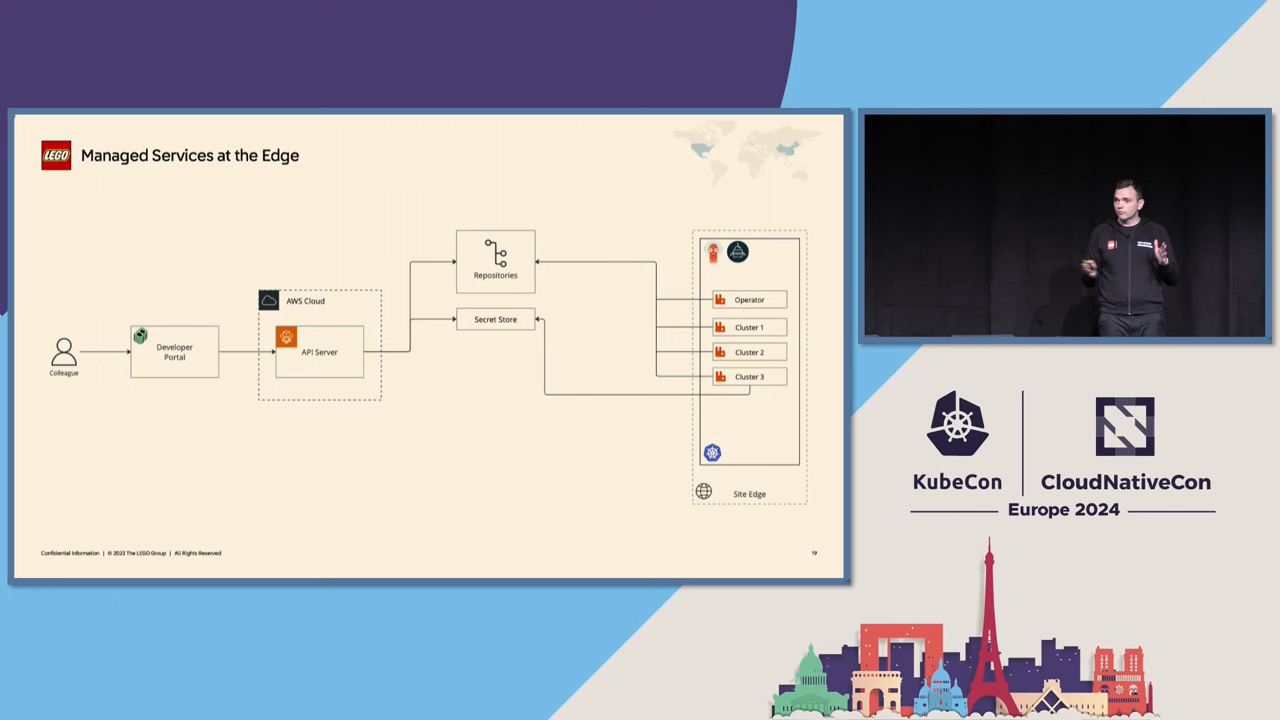 LEGO
Managed Services at the Edge
Repositories
Secret Store
AWS Cloud
API Server
Developer
Portal
Colleague
Operator
Cluster 1
Cluster 2
Cluster 3
Site Edge
Confidential Information | © 2023 The LEGO Group | All Rights Reserved
19
KubeCon
CloudNativeCon
Europe 2024